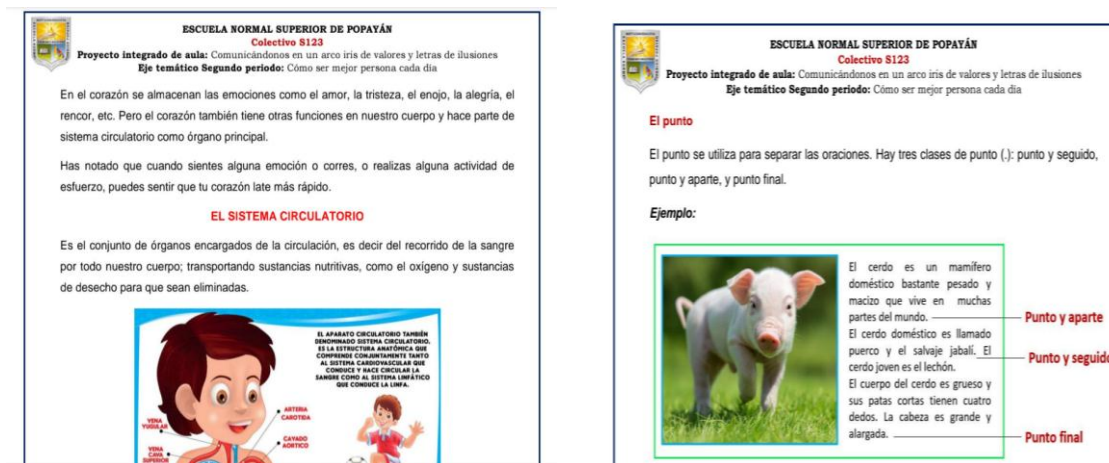 ESCUELA NORMAL SUPERIOR DE POPAYÁN
Colectivo S123
Proyecto integrado de aula: Comunicándonos en un arco iris de valores y letras de ilusiones
Eje temático Segundo periodo: Cómo ser mejor persona cada día
En el corazón se almacenan las emociones como el amor, la tristeza, el enojo, la alegría, el
rencor, etc. Pero el corazón también tiene otras funciones en nuestro cuerpo y hace parte de
sistema circulatorio como órgano principal.
Has notado que cuando sientes alguna emoción o corres, o realizas alguna actividad de
esfuerzo, puedes sentir que tu corazón late más rápido.
EL SISTEMA CIRCULATORIO
Es el conjunto de órganos encargados de la circulación, es decir del recorrido de la sangre
por todo nuestro cuerpo; transportando sustancias nutritivas, como el oxígeno y sustancias
de desecho para que sean eliminadas.
EL APARATO CIRCULATORIO TAMBIÉN
DENOMINADO SISTEMA CIRCULATORIO,
ES LA ESTRUCTURA ANATÓMICA QUE
COMPRENDE CONJUNTAMENTE TANTO
AL SISTEMA CARDIOVASCULAR QUE
CONDUCE Y HACE CIRCULAR LA
SANGRE COMO AL SISTEMA LINFÁTICO
QUE CONDUCE LA LINFA.
ARTERIA
CAROTIDA
VENA
YUGULAR
CAYADO
AORTICO
VENA
CAVA
SUPERIOR
ESCUELA NORMAL SUPERIOR DE POPAYÁN
Colectivo S123
Proyecto integrado de aula: Comunicándonos en un arco iris de valores y letras de ilusiones
Eje temático Segundo periodo: Cómo ser mejor persona cada día
El punto
El punto se utiliza para separar las oraciones. Hay tres clases de punto (.): punto y seguido,
punto y aparte, y punto final.
Ejemplo:
El cerdo es un mamífero
doméstico bastante pesado y
macizo que vive en muchas
partes del mundo.
Punto y aparte
El cerdo doméstico es llamado
puerco y el salvaje jabalí. El
Punto y seguido
cerdo joven es el lechón.
El cuerpo del cerdo es grueso y
sus patas cortas tienen cuatro
dedos. La cabeza es grande y
alargada.
Punto final